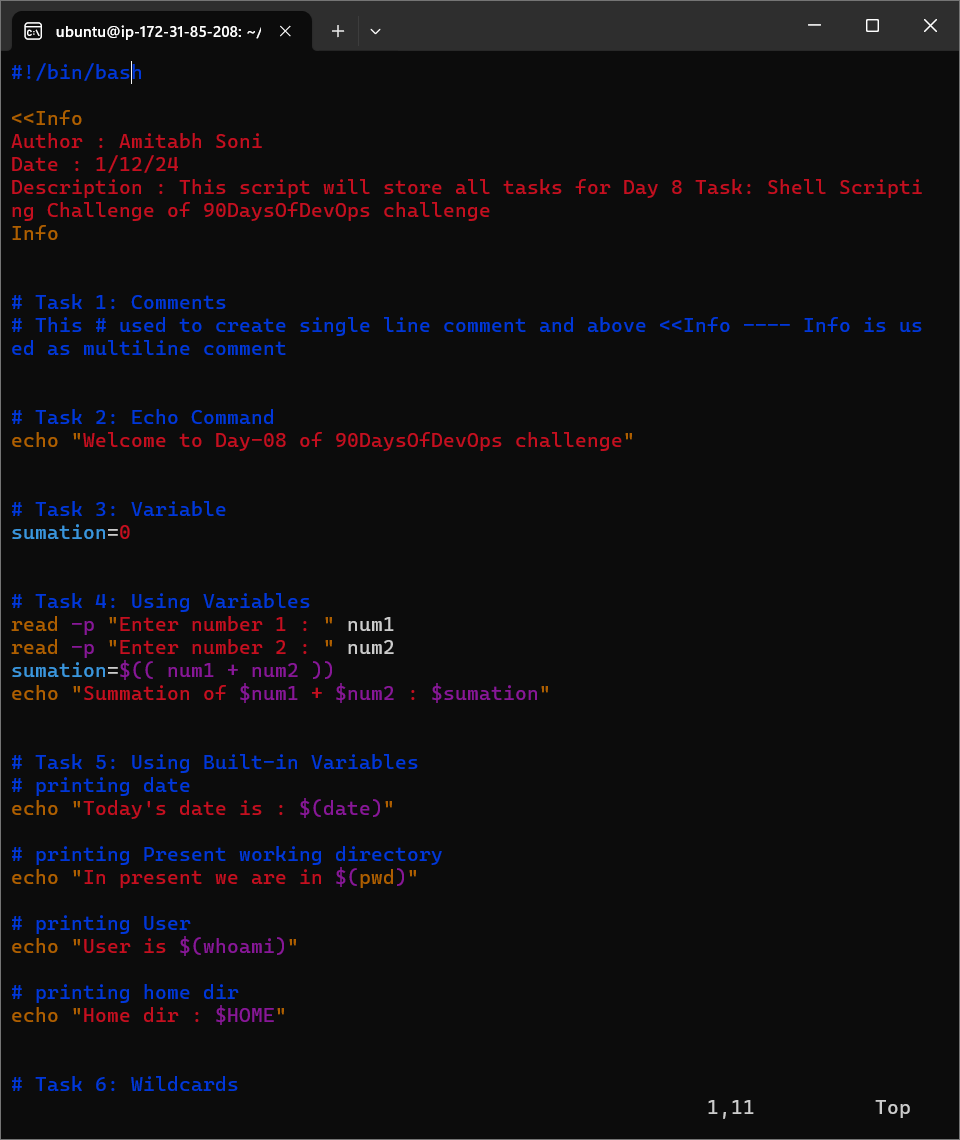 ubuntu@ip-172-31-85-208: ~/
#!/bin/bash
<<Info
Author : Amitabh Soni
Date : 1/12/24
Description : This script will store all tasks for Day 8 Task: Shell Scripti
ng Challenge of 90DaysOfDevOps challenge
Info
# Task 1: Comments
# This # used to create single line comment and above <<Info ---- Info is us
ed as multiline comment
# Task 2: Echo Command
echo "Welcome to Day-08 of 90DaysOfDevOps challenge"
# Task 3: Variable
sumation=0
# Task 4: Using Variables
read -p "Enter number 1 : " num1
read -p "Enter number 2 : " num2
sumation=$(( num1 + num2 ))
echo "Summation of $num1 + $num2 : $sumation"
# Task 5: Using Built-in Variables
# printing date
echo "Today's date is : $(date)"
# printing Present working directory
echo "In present we are in $(pwd)"
# printing User
echo "User is $(whoami)"
# printing home dir
echo "Home dir : $HOME"
# Task 6: Wildcards
1,11 Top